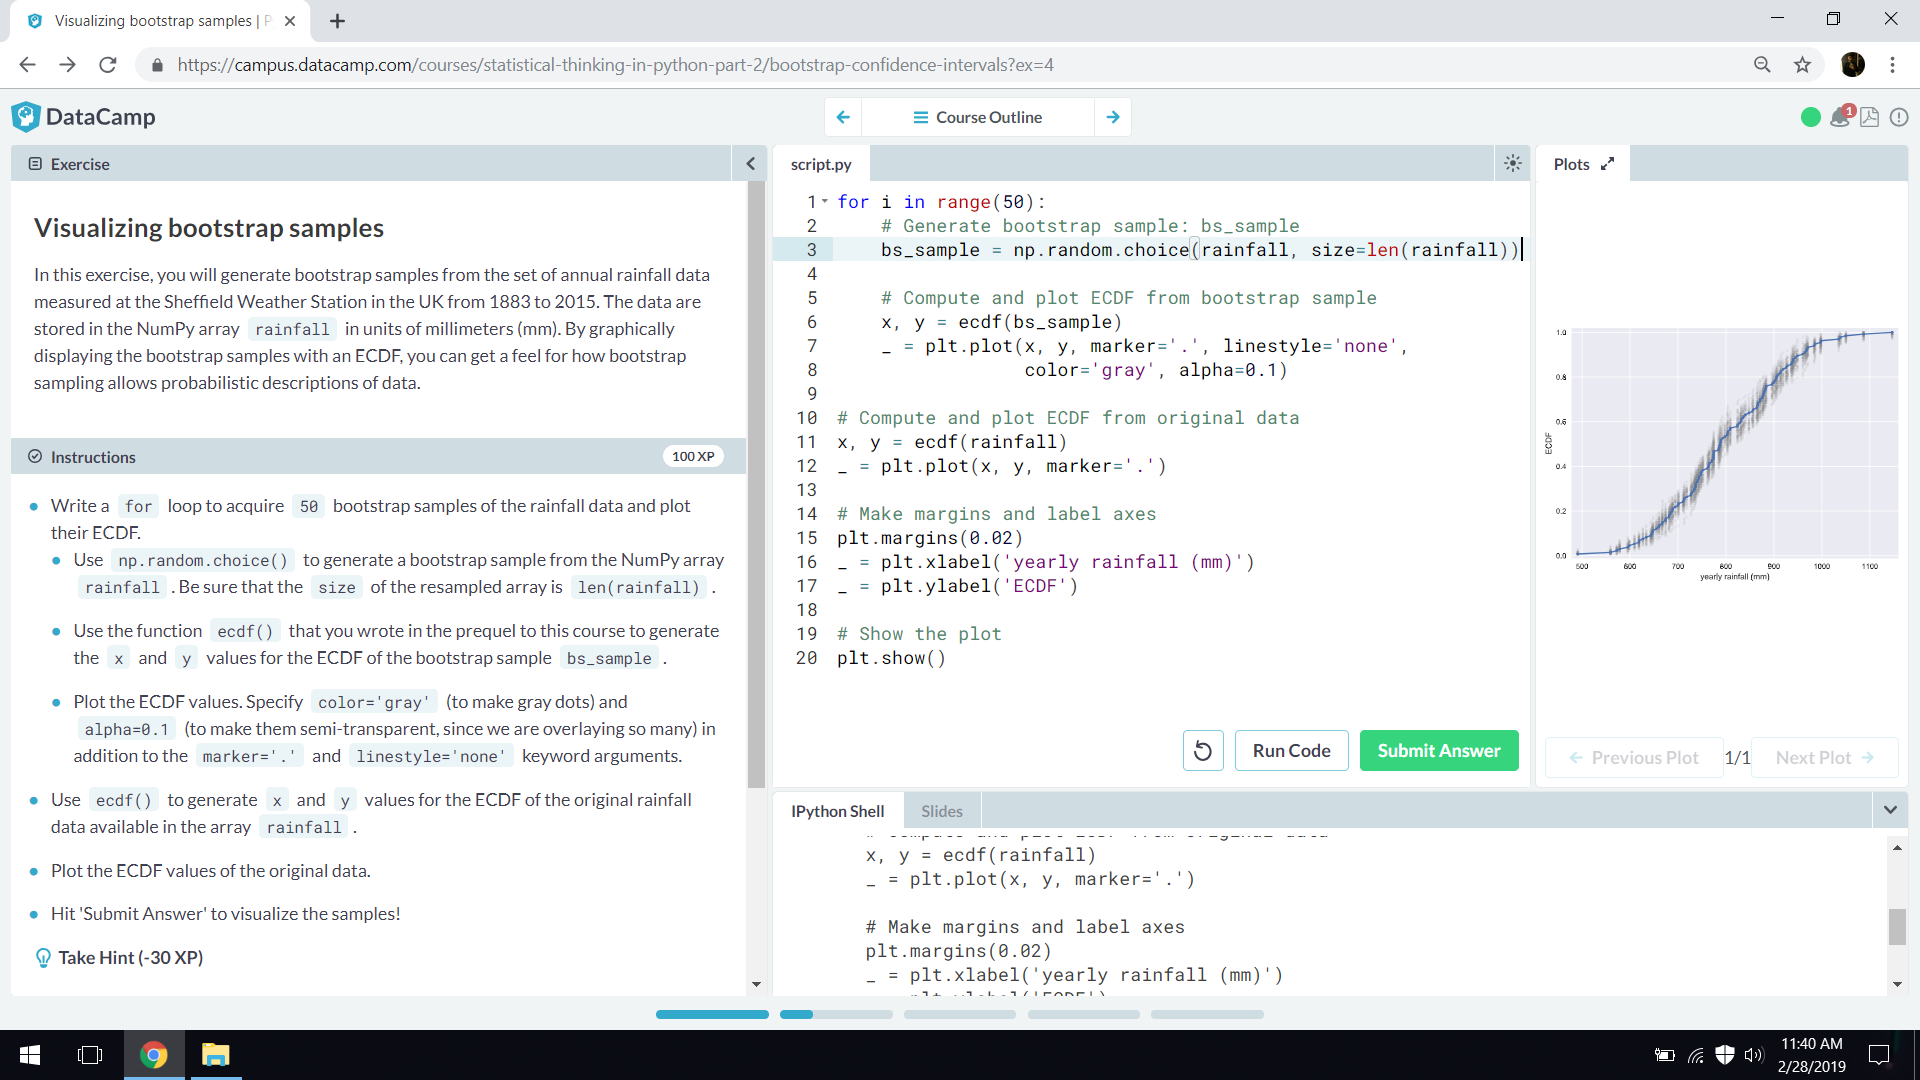 Visualizing bootstrap samples | P
https://campus.datacamp.com/courses/statistical-thinking-in-python-part-2/bootstrap-confidence-intervals?ex=4
DataCamp
Course Outline
1
Exercise
Visualizing bootstrap samples
In this exercise, you will generate bootstrap samples from the set of annual rainfall data
measured at the Sheffield Weather Station in the UK from 1883 to 2015. The data are
stored in the NumPy array rainfall in units of millimeters (mm). By graphically
displaying the bootstrap samples with an ECDF, you can get a feel for how bootstrap
sampling allows probabilistic descriptions of data.
Instructions
100 XP
Write a for loop to acquire 50 bootstrap samples of the rainfall data and plot
their ECDF.
Use np.random.choice() to generate a bootstrap sample from the NumPy array
rainfall . Be sure that the size of the resampled array is len(rainfall) .
Use the function ecdf() that you wrote in the prequel to this course to generate
the x and y values for the ECDF of the bootstrap sample bs_sample .
Plot the ECDF values. Specify color='gray' (to make gray dots) and
alpha=0.1 (to make them semi-transparent, since we are overlaying so many) in
addition to the marker='.' and linestyle='none' keyword arguments.
Use ecdf() to generate x and y values for the ECDF of the original rainfall
data available in the array rainfall .
Plot the ECDF values of the original data.
Hit 'Submit Answer' to visualize the samples!
Take Hint (-30 XP)
script.py
1 for i in range(50):
2 # Generate bootstrap sample: bs_sample
3 bs_sample = np.random.choice(rainfall, size=len(rainfall))
4
5 # Compute and plot ECDF from bootstrap sample
6 x, y = ecdf(bs_sample)
7 _ = plt.plot(x, y, marker='.', linestyle='none',
8 color='gray', alpha=0.1)
9
10 # Compute and plot ECDF from original data
11 x, y = ecdf(rainfall)
12 _ = plt.plot(x, y, marker='.')
13
14 # Make margins and label axes
15 plt.margins(0.02)
16 _ = plt.xlabel('yearly rainfall (mm)')
17 _ = plt.ylabel('ECDF')
18
19 # Show the plot
20 plt.show()
Run Code
Submit Answer
Plots
1.0
0.8
0.6
0.4
0.2
0.0
ECDF
500 600 700 800 900 1000 1100
yearly rainfall (mm)
Previous Plot 1/1 Next Plot
IPython Shell
Slides
# Compute and plot ECDF from original data
x, y = ecdf(rainfall)
_ = plt.plot(x, y, marker='.')
# Make margins and label axes
plt.margins(0.02)
_ = plt.xlabel('yearly rainfall (mm)')
_ = plt.ylabel('ECDF')
11:40 AM
2/28/2019